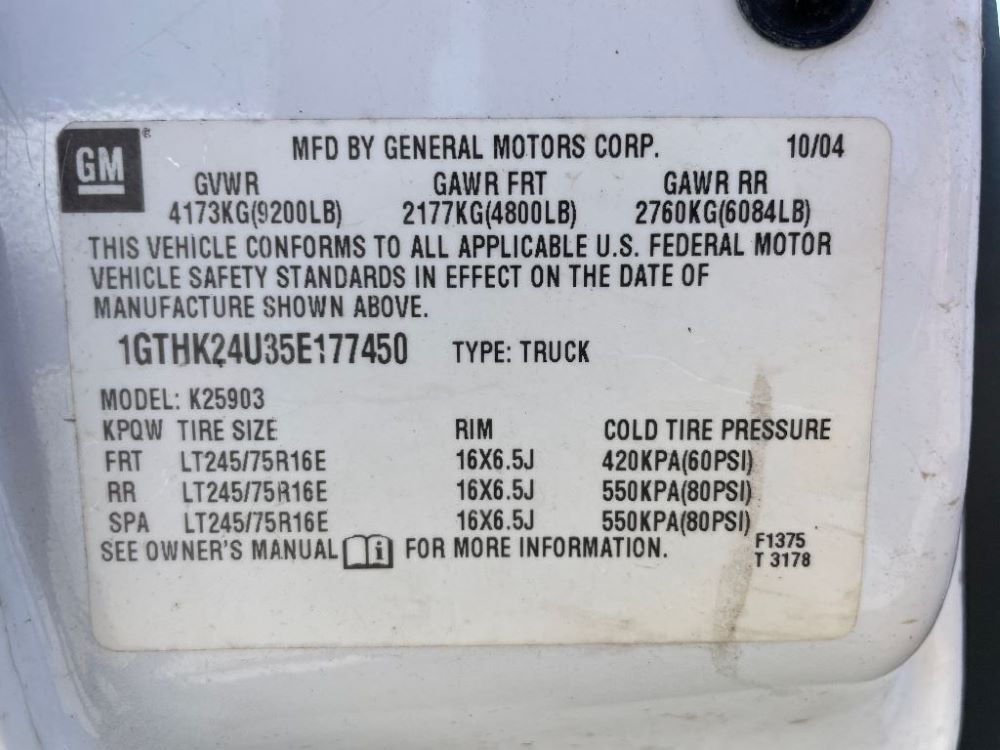 GM ®
MFD BY GENERAL MOTORS CORP. 10/04
GVWR GAWR FRT GAWR RR
4173KG(9200LB) 2177KG(4800LB) 2760KG(6084LB)
THIS VEHICLE CONFORMS TO ALL APPLICABLE U.S. FEDERAL MOTOR
VEHICLE SAFETY STANDARDS IN EFFECT ON THE DATE OF
MANUFACTURE SHOWN ABOVE.
1GTHK24U35E177450 TYPE: TRUCK
MODEL: K25903
KPQW TIRE SIZE RIM COLD TIRE PRESSURE
FRT LT245/75R16E 16X6.5J 420KPA(60PSI)
RR LT245/75R16E 16X6.5J 550KPA(80PSI)
SPA LT245/75R16E 16X6.5J 550KPA(80PSI)
SEE OWNER'S MANUAL i FOR MORE INFORMATION.
F1375
T 3178